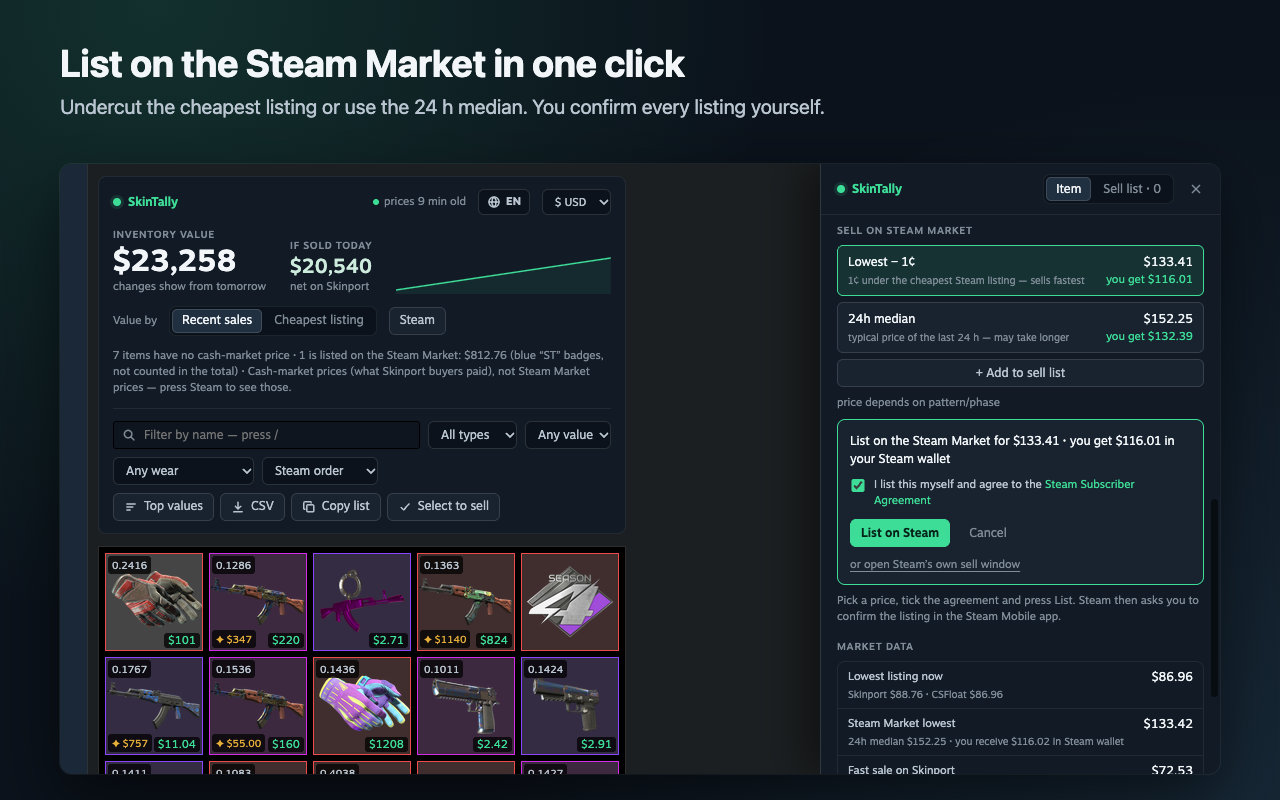 List on the Steam Market in one click
Undercut the cheapest listing or use the 24 h median. You confirm every listing yourself.
SkinTally
prices 9 min old
EN
$ USD
INVENTORY VALUE
$23,258
changes show from tomorrow
IF SOLD TODAY
$20,540
net on Skinport
Value by
Recent sales
Cheapest listing
Steam
7 items have no cash-market price · 1 is listed on the Steam Market: $812.76 (blue “ST” badges,
not counted in the total) · Cash-market prices (what Skinport buyers paid), not Steam Market
prices — press Steam to see those.
Filter by name — press /
All types
Any value
Any wear
Steam order
Top values
CSV
Copy list
Select to sell
0.2416
$101
0.1286
✦ $347
$220
$2.71
0.1363
✦ $1140
$824
SEASON
4
0.1767
✦ $757
$11.04
0.1536
✦ $55.00
$160
0.1436
$1208
0.1011
$2.42
0.1424
$2.91
0.1411
0.1083
0.4038
0.1427
SkinTally
Item
Sell list · 0
SELL ON STEAM MARKET
Lowest – 1¢
$133.41
1¢ under the cheapest Steam listing — sells fastest
you get $116.01
24h median
$152.25
typical price of the last 24 h — may take longer
you get $132.39
+ Add to sell list
price depends on pattern/phase
List on the Steam Market for $133.41 · you get $116.01 in
your Steam wallet
I list this myself and agree to the Steam Subscriber
Agreement
List on Steam
Cancel
or open Steam's own sell window
Pick a price, tick the agreement and press List. Steam then asks you to
confirm the listing in the Steam Mobile app.
MARKET DATA
Lowest listing now
$86.96
Skinport $88.76 · CSFloat $86.96
Steam Market lowest
$133.42
24h median $152.25 · you receive $116.02 in Steam wallet
Fast sale on Skinport
$72.53